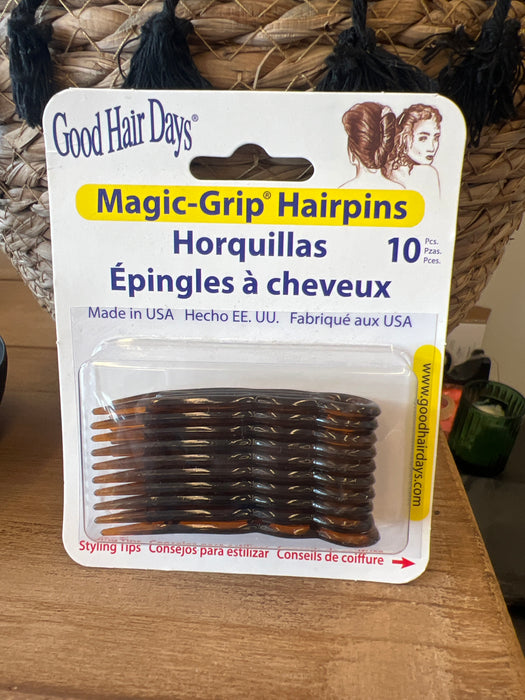 Good Hair Days®
Magic-Grip® Hairpins
Horquillas
Épingles à cheveux
10 Pcs.
Pzas.
Pces.
Made in USA Hecho EE. UU. Fabriqué aux USA
www.goodhairdays.com
Styling Tips Consejos para estilizar Conseils de coiffure